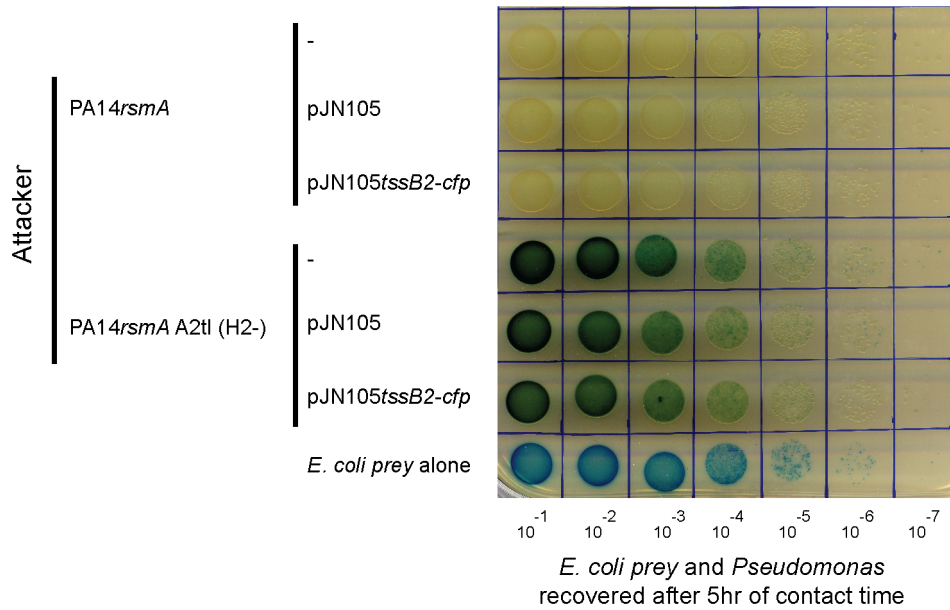 Attacker
PA14rsmA
-
pJN105
pJN105tssB2-cfp
PA14rsmA A2tl (H2-)
-
pJN105
pJN105tssB2-cfp
E. coli prey alone
10-1 10-2 10-3 10-4 10-5 10-6 10-7
E. coli prey and Pseudomonas
recovered after 5hr of contact time